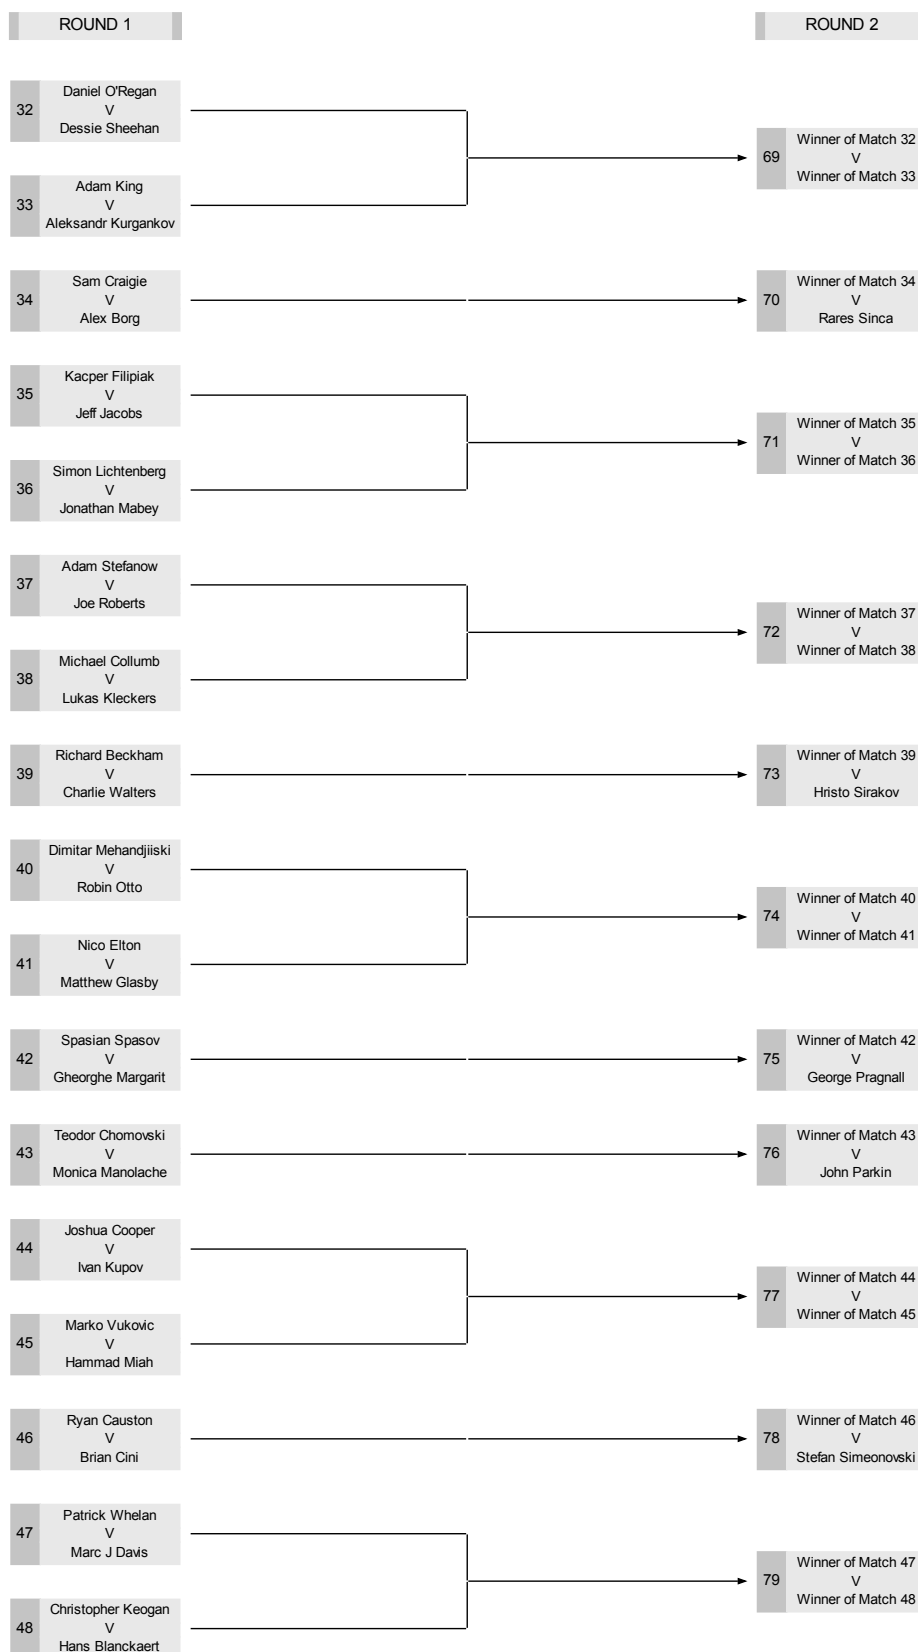 ROUND 1
ROUND 2
32
Daniel O'Regan
V
Dessie Sheehan
33
Adam King
V
Aleksandr Kurgankov
69
Winner of Match 32
V
Winner of Match 33
34
Sam Craigie
V
Alex Borg
70
Winner of Match 34
V
Rares Sinca
35
Kacper Filipiak
V
Jeff Jacobs
36
Simon Lichtenberg
V
Jonathan Mabey
71
Winner of Match 35
V
Winner of Match 36
37
Adam Stefanow
V
Joe Roberts
38
Michael Collumb
V
Lukas Kleckers
72
Winner of Match 37
V
Winner of Match 38
39
Richard Beckham
V
Charlie Walters
73
Winner of Match 39
V
Hristo Sirakov
40
Dimitar Mehandjiiski
V
Robin Otto
41
Nico Elton
V
Matthew Glasby
74
Winner of Match 40
V
Winner of Match 41
42
Spasian Spasov
V
Gheorghe Margarit
75
Winner of Match 42
V
George Pragnall
43
Teodor Chomovski
V
Monica Manolache
76
Winner of Match 43
V
John Parkin
44
Joshua Cooper
V
Ivan Kupov
45
Marko Vukovic
V
Hammad Miah
77
Winner of Match 44
V
Winner of Match 45
46
Ryan Causton
V
Brian Cini
78
Winner of Match 46
V
Stefan Simeonovski
47
Patrick Whelan
V
Marc J Davis
48
Christopher Keogan
V
Hans Blanckaert
79
Winner of Match 47
V
Winner of Match 48